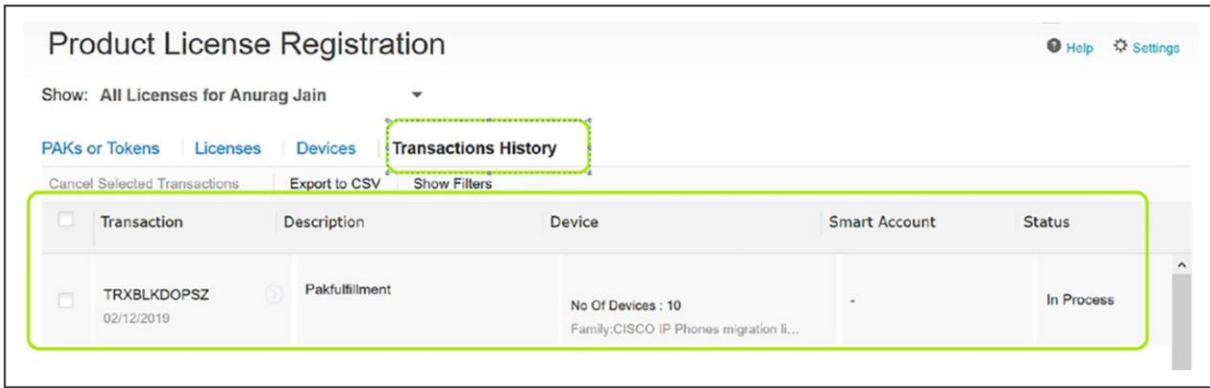 Product License Registration
Help Settings
Show: All Licenses for Anurag Jain
PAKs or Tokens Licenses Devices Transactions History
Cancel Selected Transactions Export to CSV Show Filters
Transaction Description Device Smart Account Status
TRXBLKDOPSZ Pakfulfillment In Process
No Of Devices : 10 -
02/12/2019
Family:CISCO IP Phones migration li...